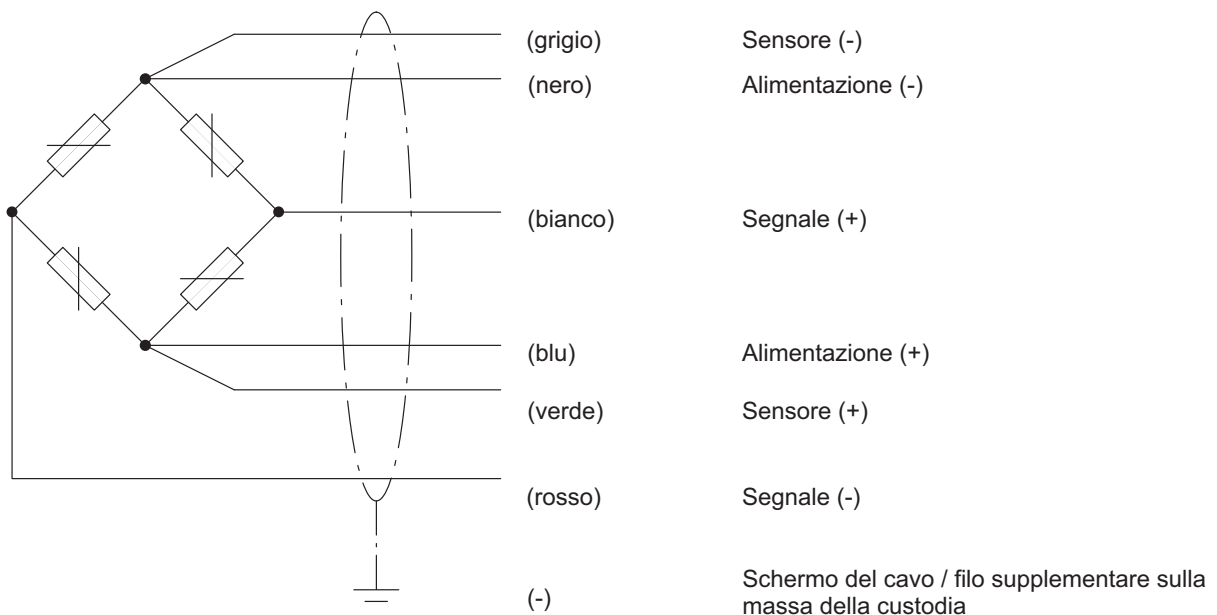 (grigio) Sensore (-)
(nero) Alimentazione (-)
(bianco) Segnale (+)
(blu) Alimentazione (+)
(verde) Sensore (+)
(rosso) Segnale (-)
(-) Schermo del cavo / filo supplementare sulla
massa della custodia